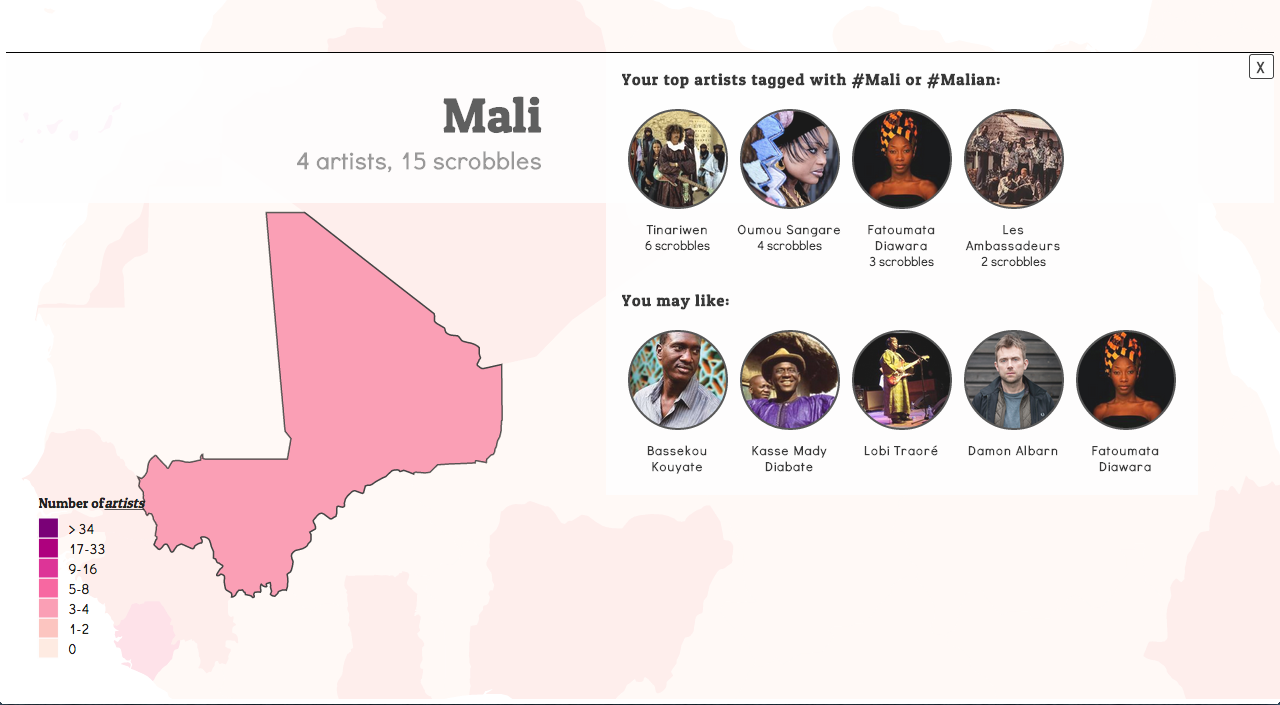 X
Your top artists tagged with #Mali or #Malian:
Mali
4 artists, 15 scrobbles
Tinariwen
6 scrobbles
Oumou Sangare
4 scrobbles
Fatoumata
Diawara
3 scrobbles
Les
Ambassadeurs
2 scrobbles
You may like:
Bassekou
Kouyate
Kasse Mady
Diabate
Lobi Traoré
Damon Albarn
Fatoumata
Diawara
Number of artists
> 34
17-33
9-16
5-8
3-4
1-2
0